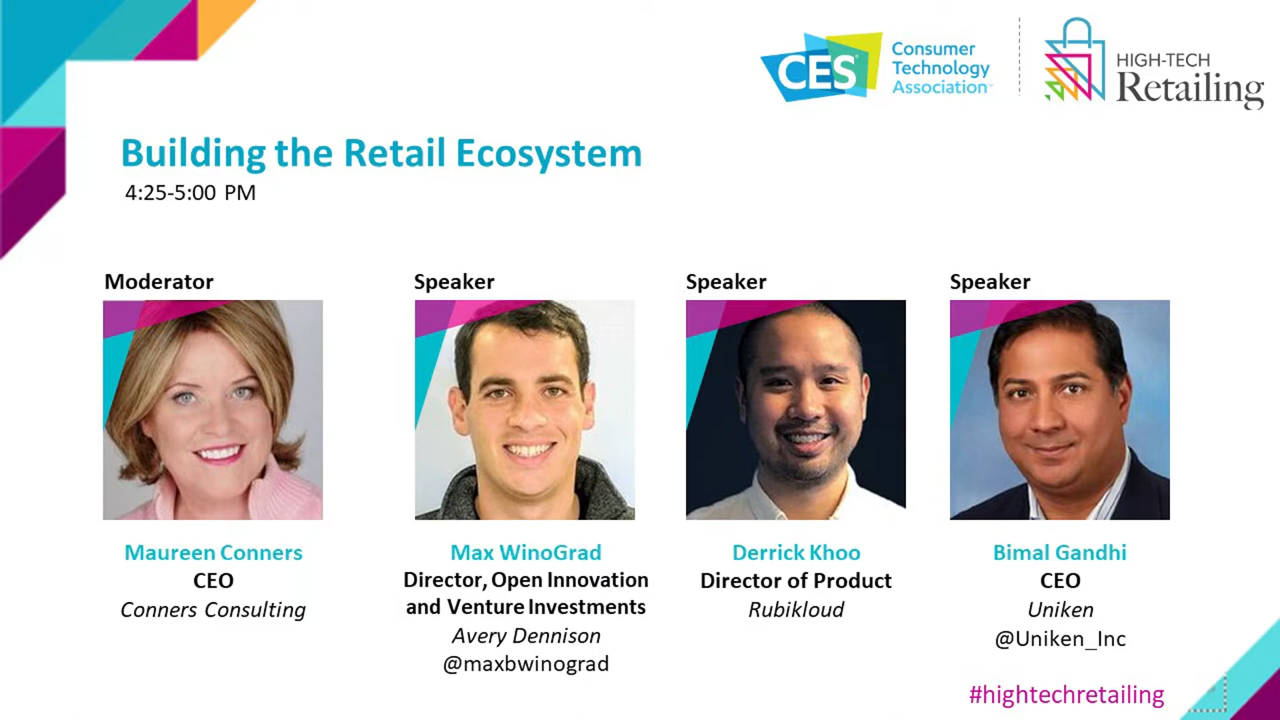 CES
Consumer
Technology
Association™
HIGH-TECH
Retailing
Building the Retail Ecosystem
4:25-5:00 PM
Moderator
Speaker
Speaker
Speaker
Maureen Conners
CEO
Conners Consulting
Max WinoGrad
Director, Open Innovation
and Venture Investments
Avery Dennison
@maxbwinograd
Derrick Khoo
Director of Product
Rubikloud
Bimal Gandhi
CEO
Uniken
@Uniken_Inc
#hightechretailing